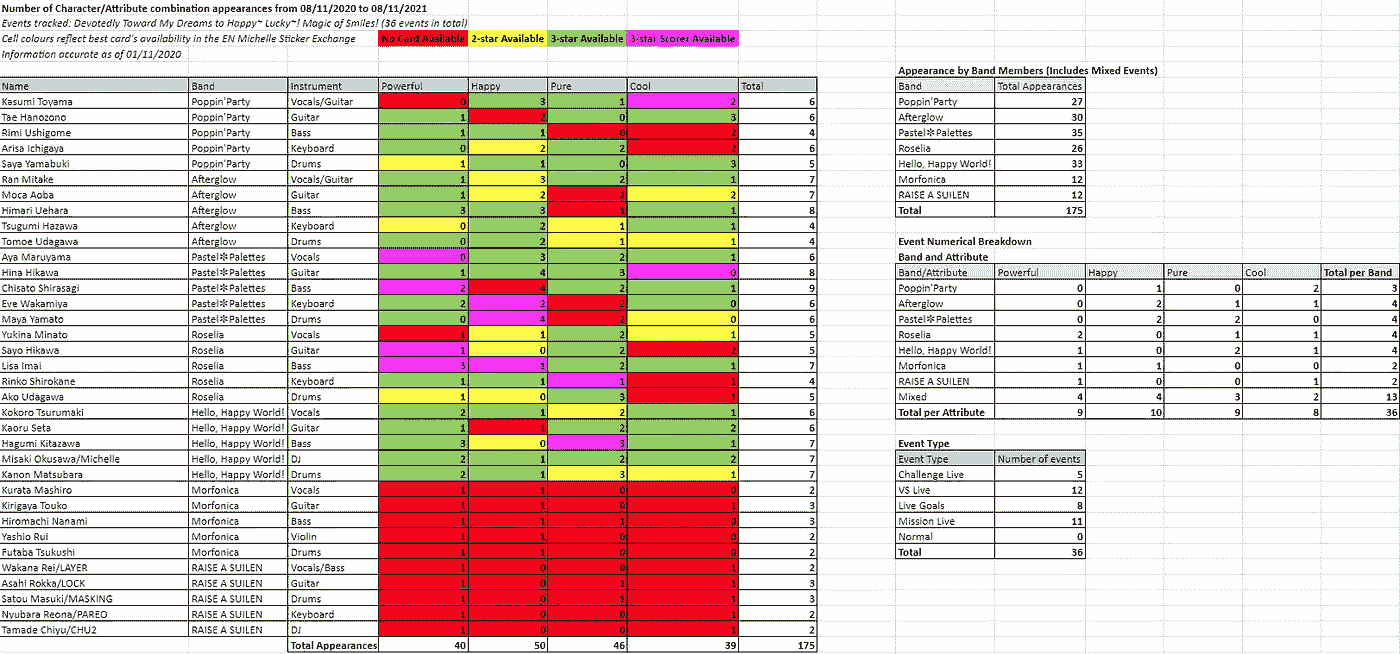 Number of Character/Attribute combination appearances from 08/11/2020 to 08/11/2021
Events tracked: Devotedly Toward My Dreams to Happy~ Lucky~! Magic of Smiles! (36 events in total)
Cell colours reflect best card's availability in the EN Michelle Sticker Exchange No Card Available 2-star Available 3-star Available 3-star Scorer Available
Information accurate as of 01/11/2020
Name Band Instrument Powerful Happy Pure Cool Total
Kasumi Toyama Poppin'Party Vocals/Guitar 0 3 1 2 6
Tae Hanozono Poppin'Party Guitar 1 2 0 3 6
Rimi Ushigome Poppin'Party Bass 1 1 0 2 4
Arisa Ichigaya Poppin'Party Keyboard 0 2 2 2 6
Saya Yamabuki Poppin'Party Drums 1 1 0 3 5
Ran Mitake Afterglow Vocals/Guitar 1 3 2 1 7
Moca Aoba Afterglow Guitar 1 2 2 2 7
Himari Uehara Afterglow Bass 3 3 1 1 8
Tsugumi Hazawa Afterglow Keyboard 0 2 1 1 4
Tomoe Udagawa Afterglow Drums 0 2 1 1 4
Aya Maruyama Pastel✻Palettes Vocals 0 3 2 1 6
Hina Hikawa Pastel✻Palettes Guitar 1 4 3 0 8
Chisato Shirasagi Pastel✻Palettes Bass 2 4 2 1 9
Eve Wakamiya Pastel✻Palettes Keyboard 2 2 2 0 6
Maya Yamato Pastel✻Palettes Drums 0 4 2 0 6
Yukina Minato Roselia Vocals 1 1 2 1 5
Sayo Hikawa Roselia Guitar 1 0 2 2 5
Lisa Imai Roselia Bass 3 1 2 1 7
Rinko Shirokane Roselia Keyboard 1 1 1 1 4
Ako Udagawa Roselia Drums 1 0 3 1 5
Kokoro Tsurumaki Hello, Happy World! Vocals 2 1 2 1 6
Kaoru Seta Hello, Happy World! Guitar 1 1 2 2 6
Hagumi Kitazawa Hello, Happy World! Bass 3 0 3 1 7
Misaki Okusawa/Michelle Hello, Happy World! DJ 2 1 2 2 7
Kanon Matsubara Hello, Happy World! Drums 2 1 3 1 7
Kurata Mashiro Morfonica Vocals 1 1 0 0 2
Kirigaya Touko Morfonica Guitar 1 1 0 1 3
Hiromachi Nanami Morfonica Bass 1 1 1 0 3
Yashio Rui Morfonica Violin 1 1 0 0 2
Futaba Tsukushi Morfonica Drums 1 1 0 0 2
Wakana Rei/LAYER RAISE A SUILEN Vocals/Bass 1 0 0 1 2
Asahi Rokka/LOCK RAISE A SUILEN Guitar 1 0 1 1 3
Satou Masuki/MASKING RAISE A SUILEN Drums 1 0 1 1 3
Nyubara Reona/PAREO RAISE A SUILEN Keyboard 1 0 0 1 2
Tamade Chiyu/CHU2 RAISE A SUILEN DJ 1 0 0 1 2
Total Appearances 40 50 46 39 175
Appearance by Band Members (Includes Mixed Events)
Band Total Appearances
Poppin'Party 27
Afterglow 30
Pastel✻Palettes 35
Roselia 26
Hello, Happy World! 33
Morfonica 12
RAISE A SUILEN 12
Total 175
Event Numerical Breakdown
Band and Attribute
Band/Attribute Powerful Happy Pure Cool Total per Band
Poppin'Party 0 1 0 2 3
Afterglow 0 2 1 1 4
Pastel✻Palettes 0 2 2 0 4
Roselia 2 0 1 1 4
Hello, Happy World! 1 0 2 1 4
Morfonica 1 1 0 0 2
RAISE A SUILEN 1 0 0 1 2
Mixed 4 4 3 2 13
Total per Attribute 9 10 9 8 36
Event Type
Event Type Number of events
Challenge Live 5
VS Live 12
Live Goals 8
Mission Live 11
Normal 0
Total 36